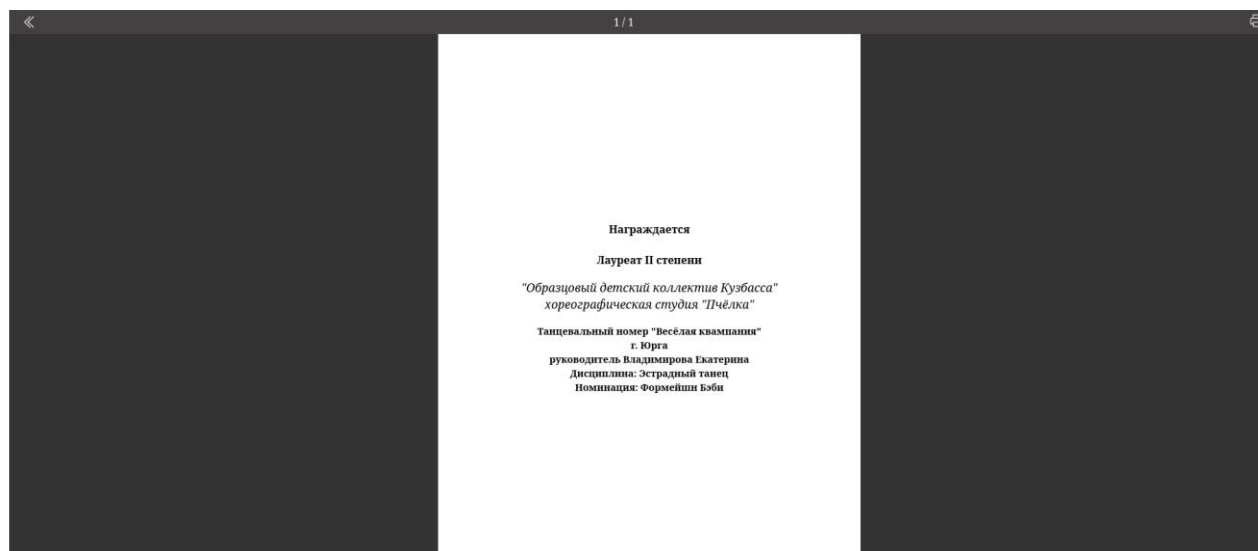 1 / 1
Награждается
Лауреат II степени
"Образцовый детский коллектив Кузбасса"
хореографическая студия "Пчёлка"
Танцевальный номер "Весёлая квампания"
г. Юрга
руководитель Владимирова Екатерина
Дисциплина: Эстрадный танец
Номинация: Формейшн Бэби